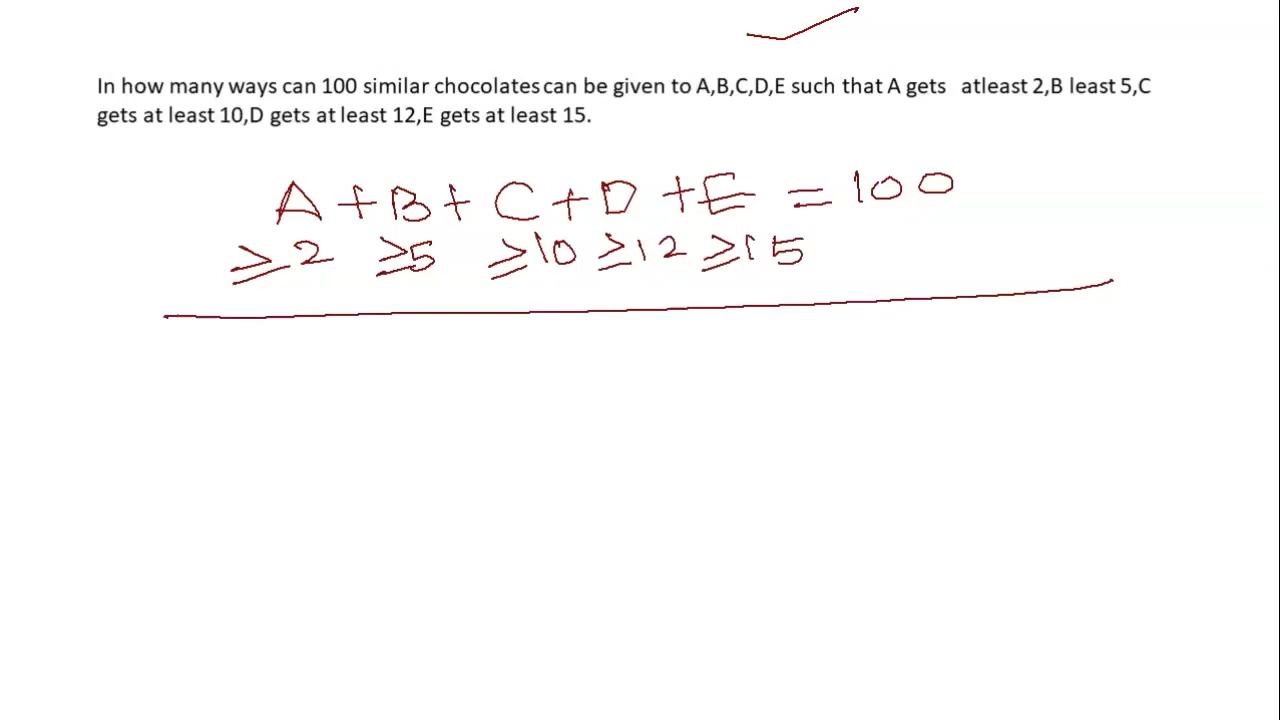 In how many ways can 100 similar chocolates can be given to A,B,C,D,E such that A gets atleast 2,B least 5,C
gets at least 10,D gets at least 12,E gets at least 15.
A + B + C + D + E = 100
≥2 ≥5 ≥10 ≥12 ≥15